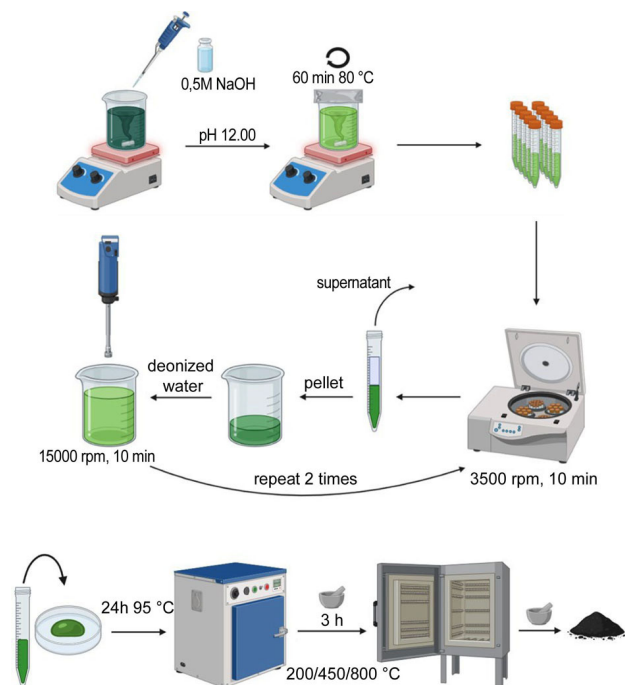 0,5M NaOH
60 min 80 °C
pH 12.00
supernatant
deonized
water
pellet
15000 rpm, 10 min
repeat 2 times
3500 rpm, 10 min
24h 95 °C
3 h
200/450/800 °C